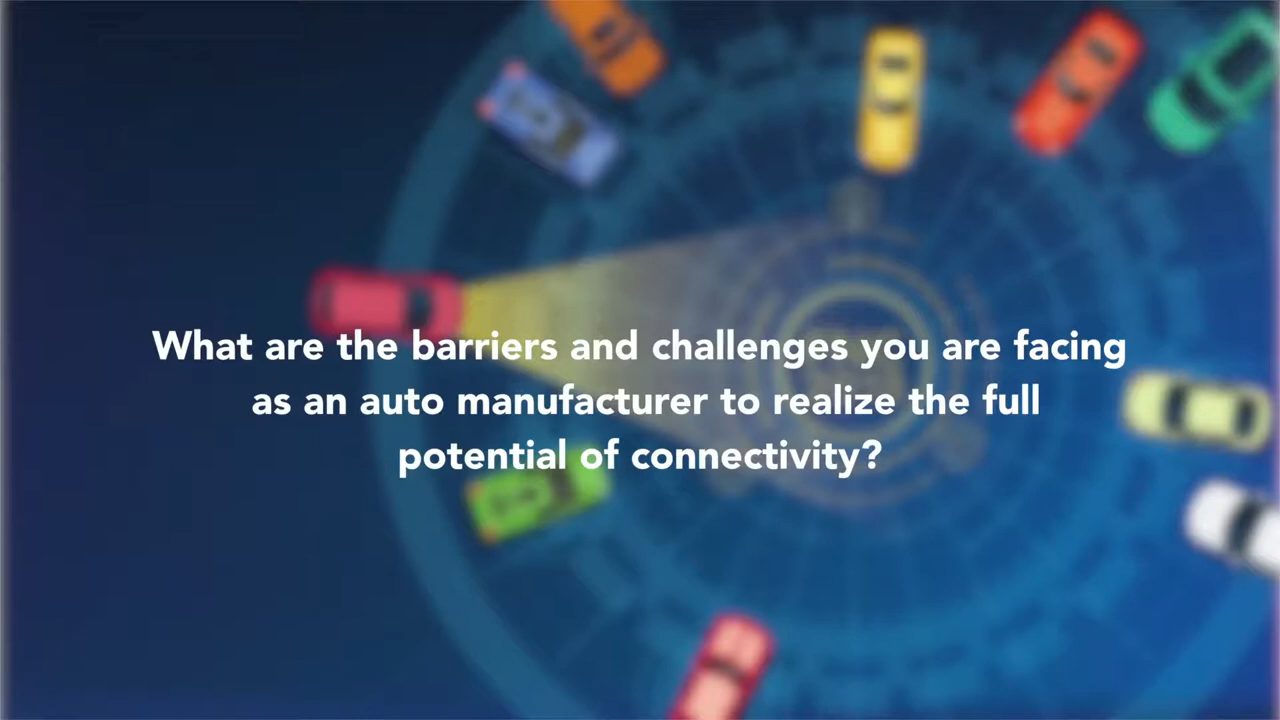 What are the barriers and challenges you are facing
as an auto manufacturer to realize the full
potential of connectivity?